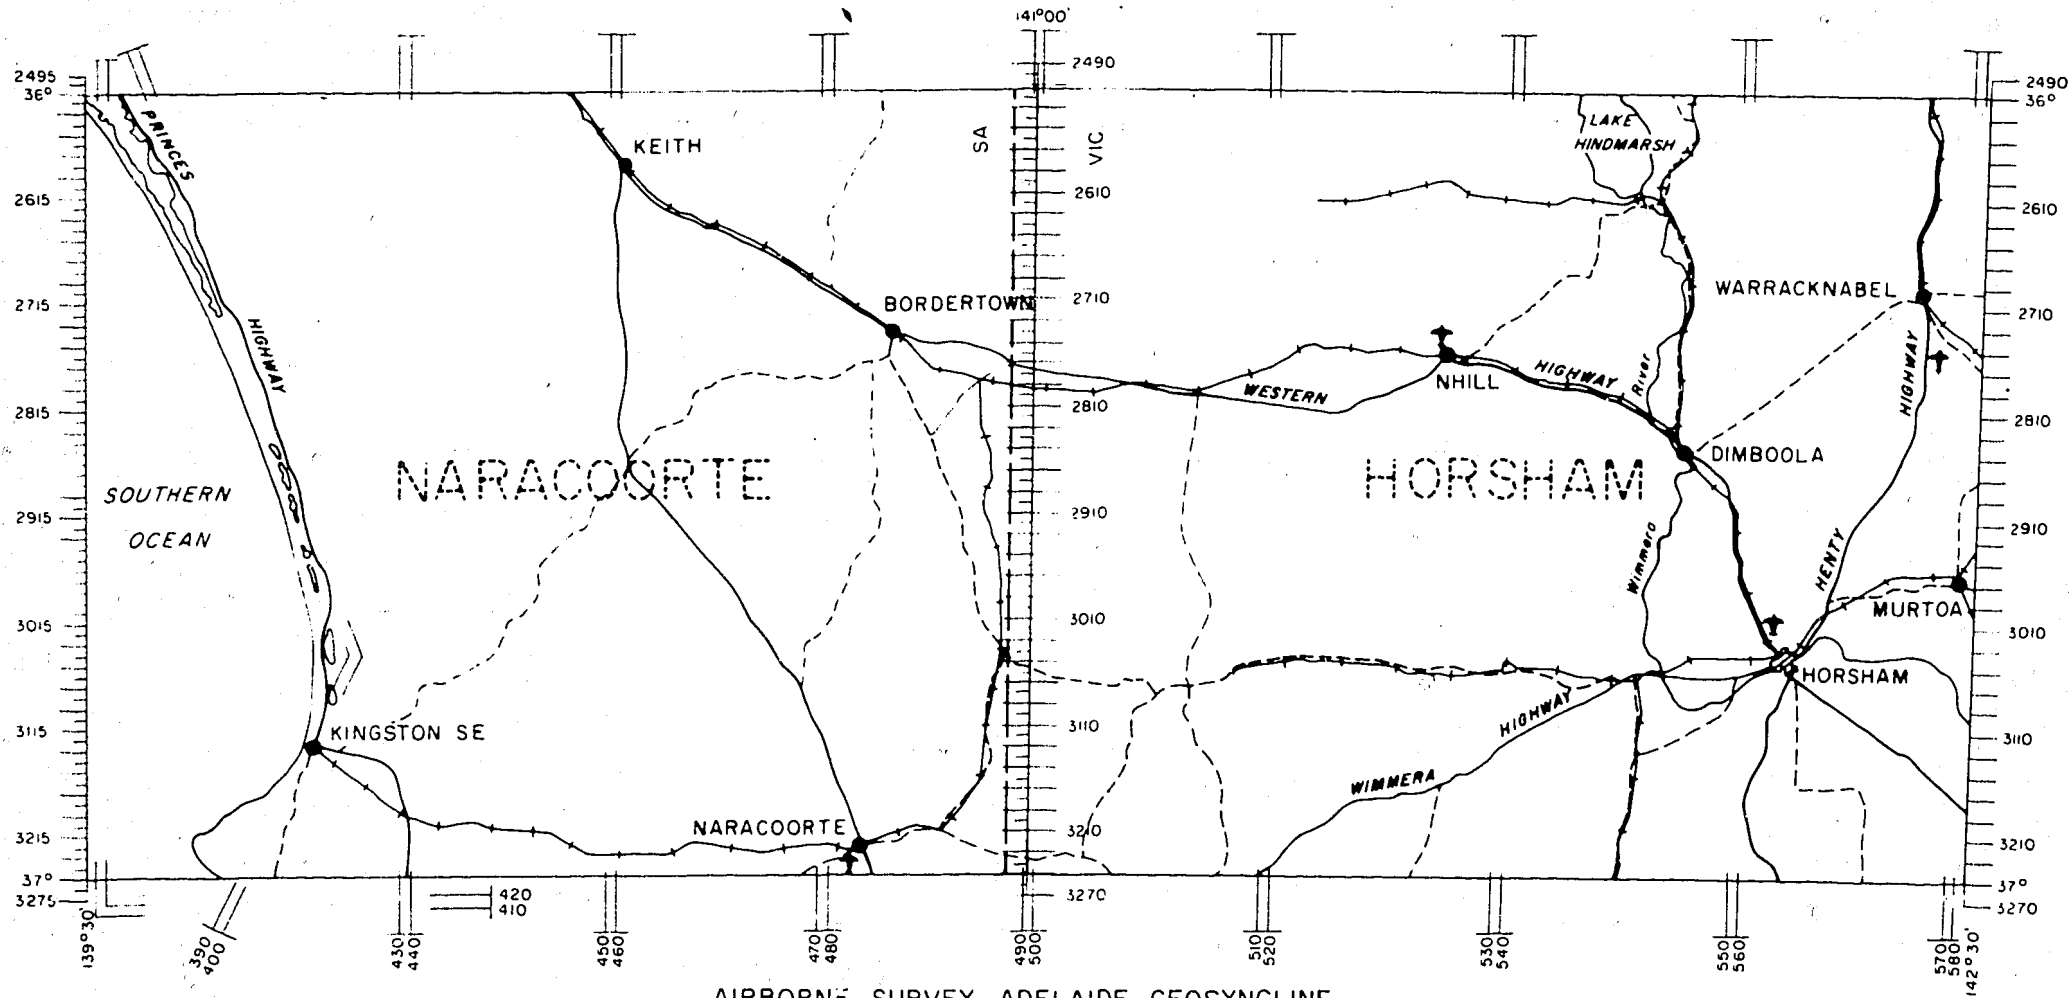 141°00'
2495
36°
2490
2490
36°
PRINCES
HIGHWAY
KEITH
SA
VIC
LAKE
HINDMARSH
2615
2610
2610
2715
BORDERTOWN
2710
WARRACKNABEL
2710
NHILL
HIGHWAY
River
HIGHWAY
WESTERN
2815
2810
2810
DIMBOOLA
NARACOORTE
HORSHAM
SOUTHERN
OCEAN
2915
2910
2910
Wimmera
HENTY
MURTOA
3015
3010
3010
HORSHAM
KINGSTON SE
3115
3110
HIGHWAY
3110
WIMMERA
NARACOORTE
3215
3210
3210
37°
37°
3275
420
410
3270
3270
139°30'
390
400
430
440
450
460
470
480
490
500
510
520
530
540
550
560
570
580
142°30'
AIRBORNE SURVEY, ADELAIDE GEOSYNCLINE